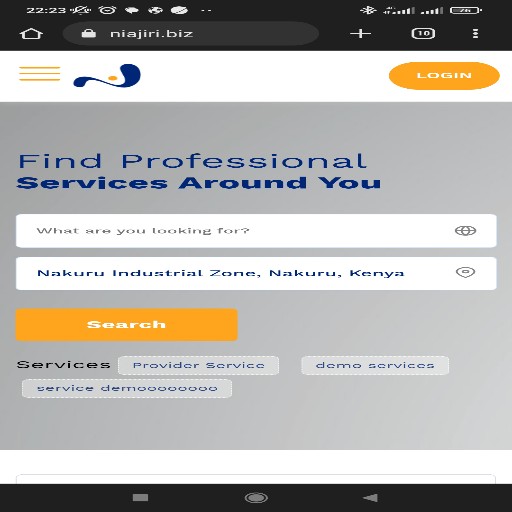 22:23
niajiri.biz
10
LOGIN
Find Professional
Services Around You
What are you looking for?
Nakuru Industrial Zone, Nakuru, Kenya
Search
Services Provider Service demo services
service demoooooooo